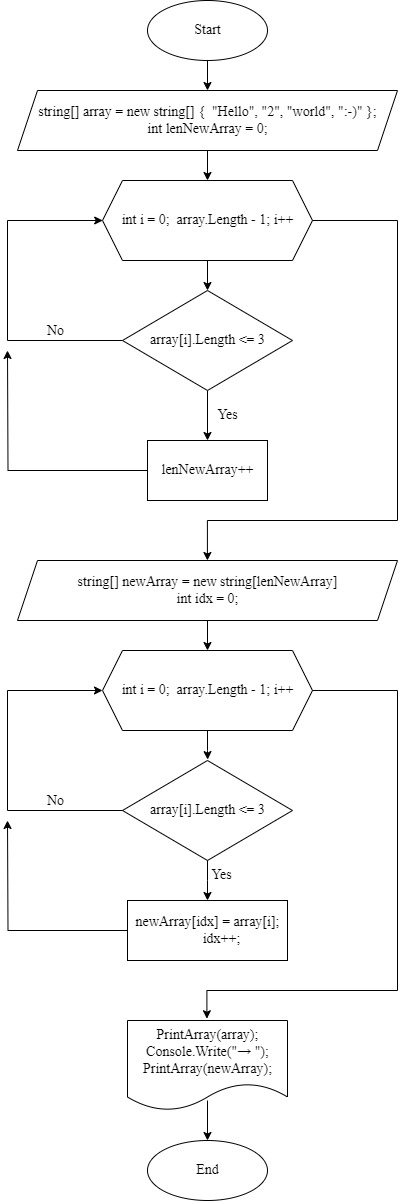 Start
string[] array = new string[] {  "Hello", "2", "world", ":-)" };
int lenNewArray = 0;
int i = 0;  array.Length - 1; i++
No
array[i].Length <= 3
Yes
lenNewArray++
string[] newArray = new string[lenNewArray]
int idx = 0;
int i = 0;  array.Length - 1; i++
No
array[i].Length <= 3
Yes
newArray[idx] = array[i];
idx++;
PrintArray(array);
Console.Write("→ ");
PrintArray(newArray);
End